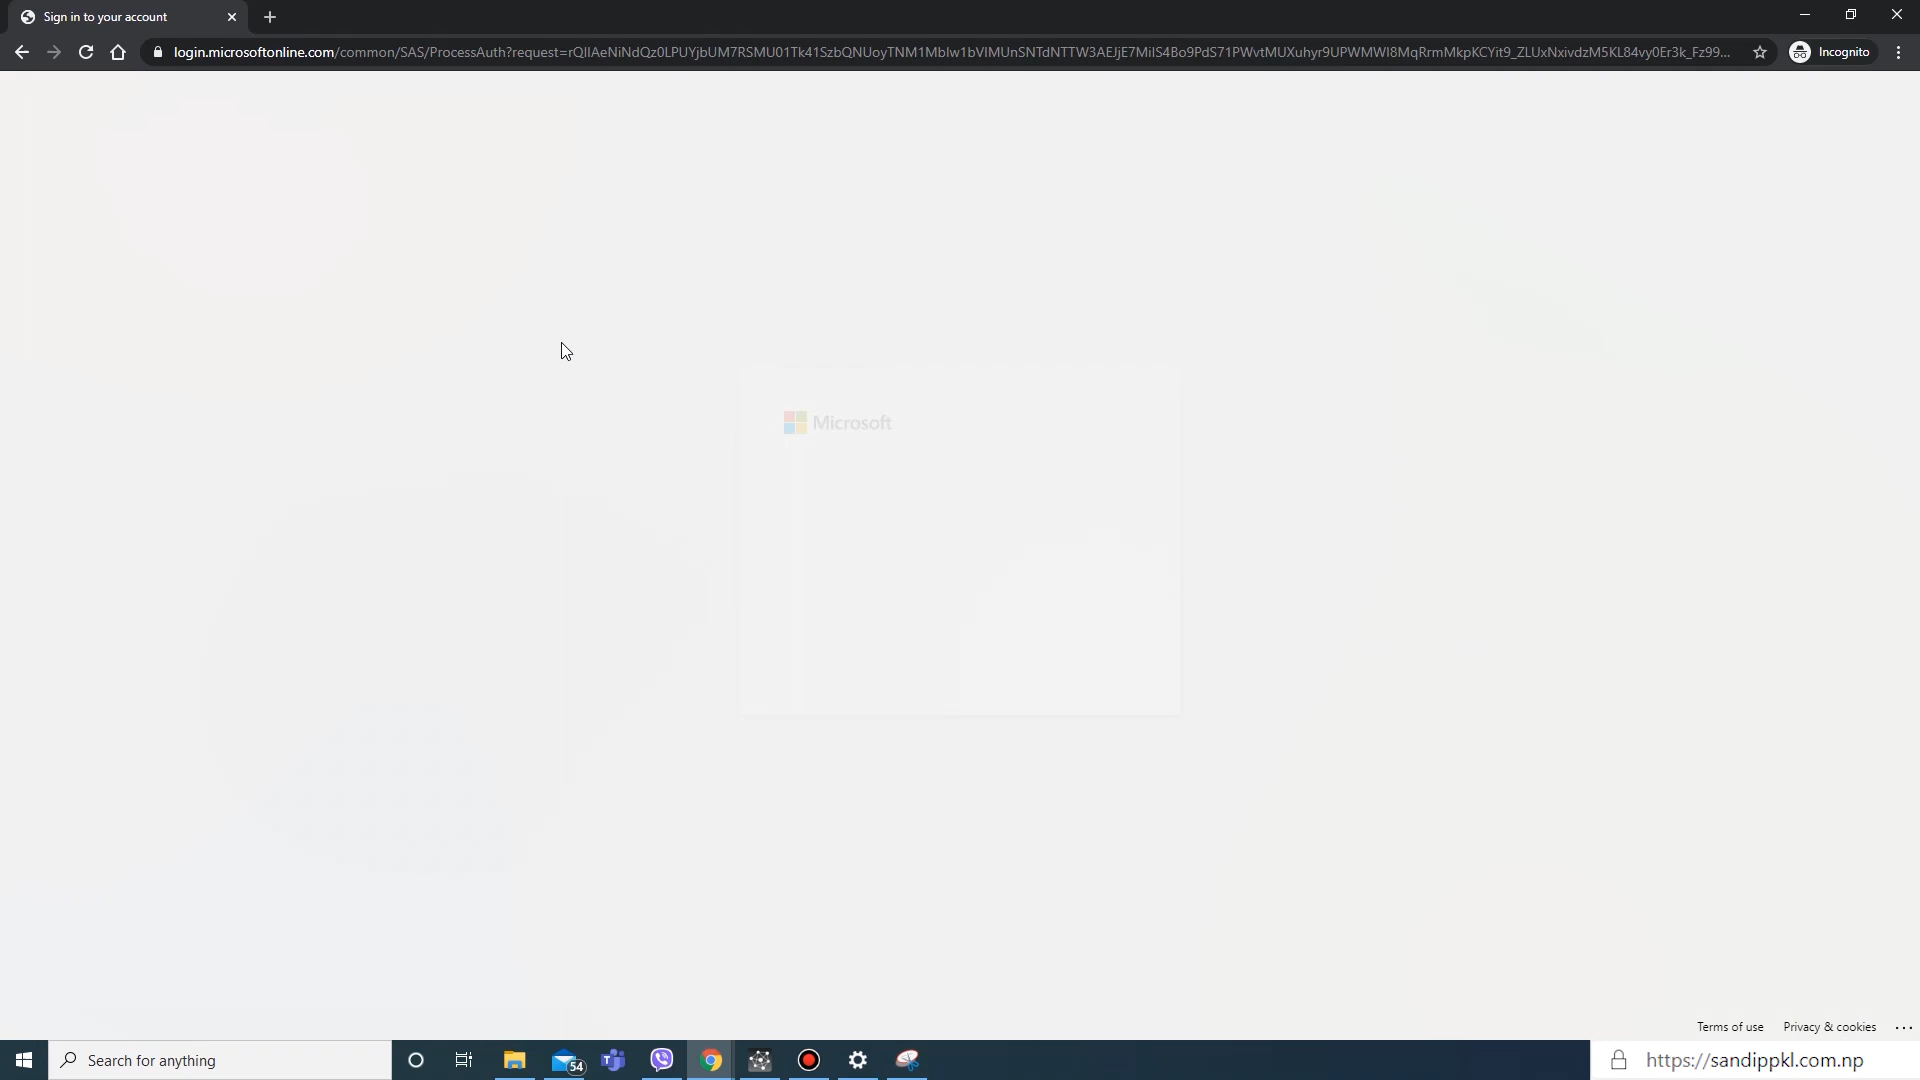 Sign in to your account
login.microsoftonline.com/common/SAS/ProcessAuth?request=rQIIAeNiNdQz0LPUYjbUM7RSMU01Tk41SzbQNUoyTNM1MbIw1bVIMUnSNTdNTTW3AEJjE7MiIS4Bo9PdS71PWvtMUXuhyr9UPWMWI8MqRrmMkpKCYit9_ZLUxNxivdzM5KL84vy0Er3k_Fz99...
Incognito
Microsoft
Terms of use Privacy & cookies ...
Search for anything
54
T
https://sandippkl.com.np